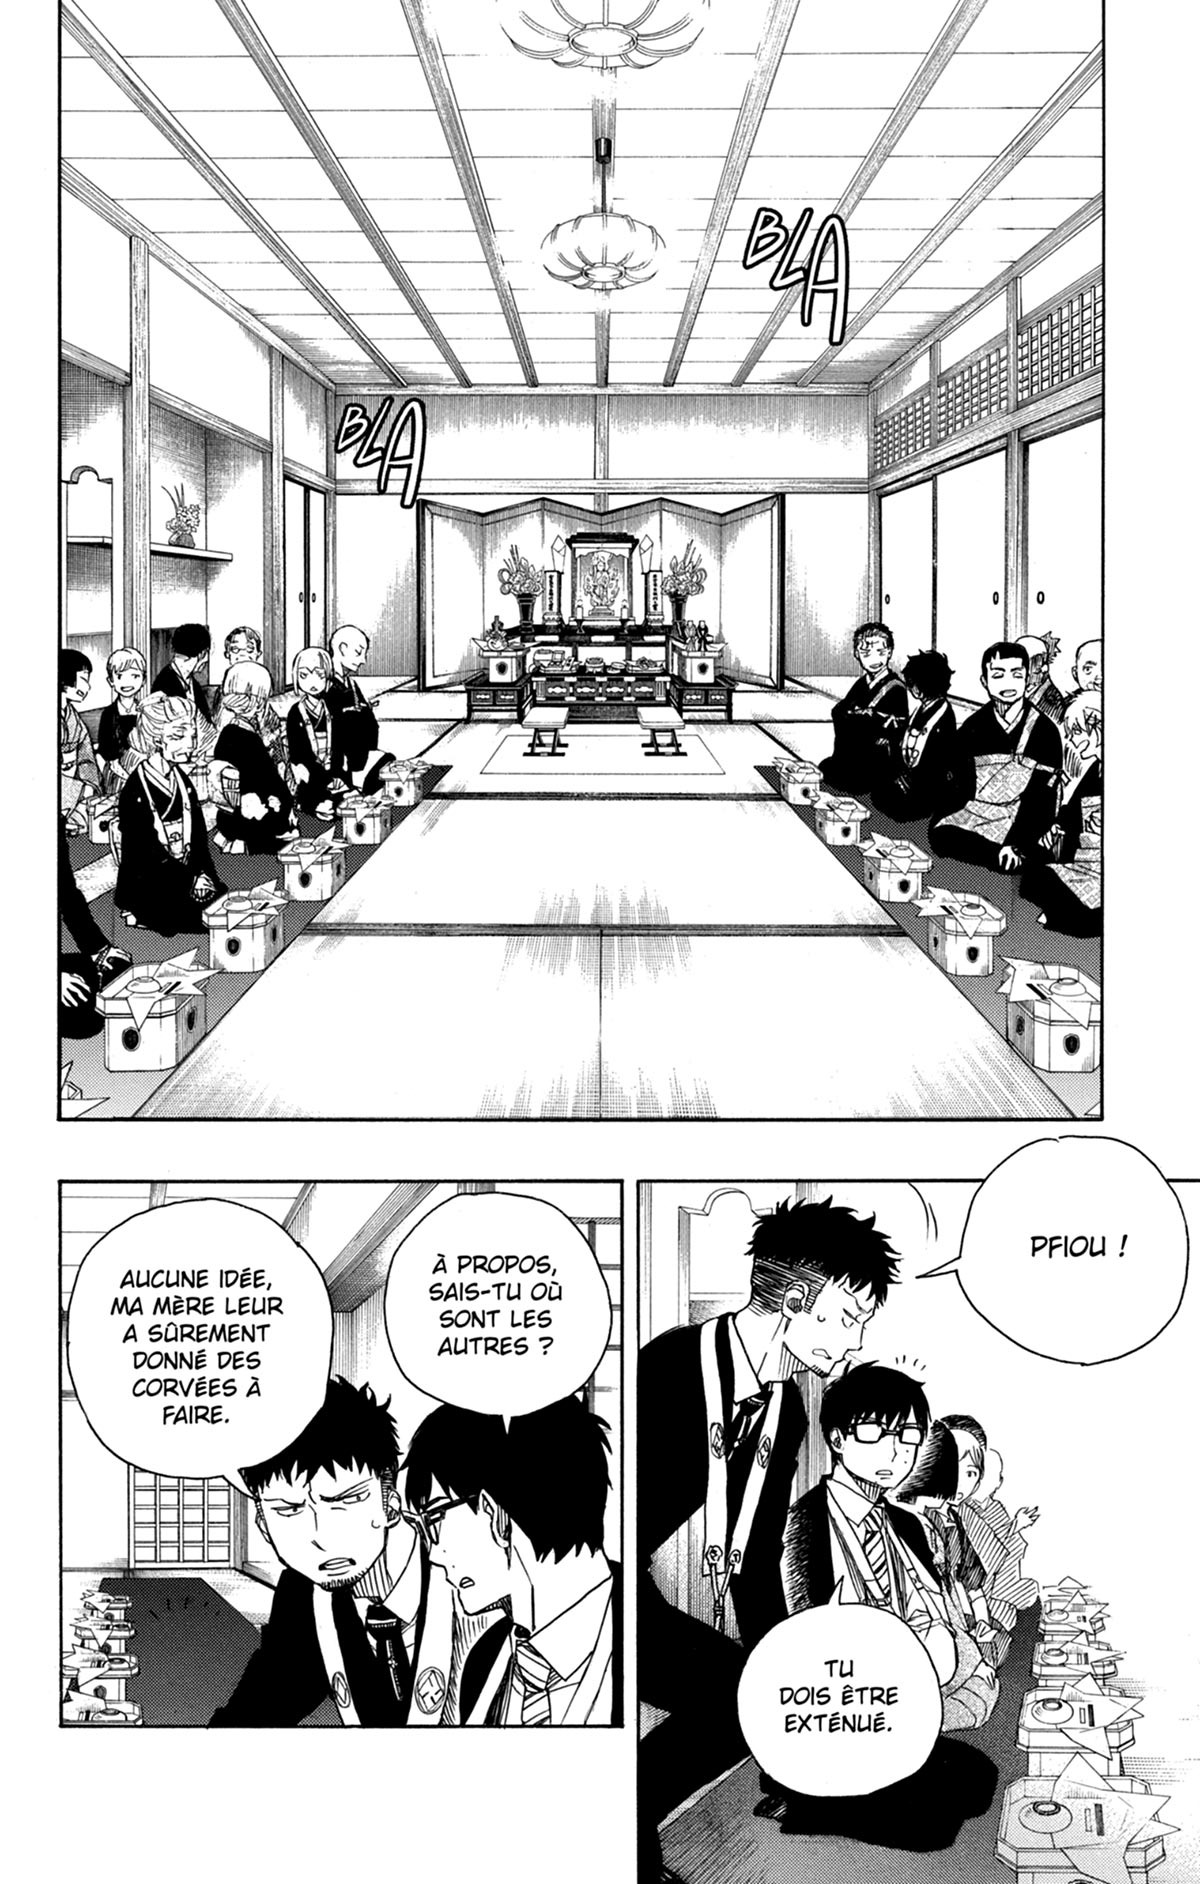 BLA
BLA
PFIOU !
TU
DOIS ÊTRE
EXTÉNUÉ.
À PROPOS,
SAIS-TU OÙ
SONT LES
AUTRES ?
AUCUNE IDÉE,
MA MÈRE LEUR
A SÛREMENT
DONNÉ DES
CORVÉES À
FAIRE.